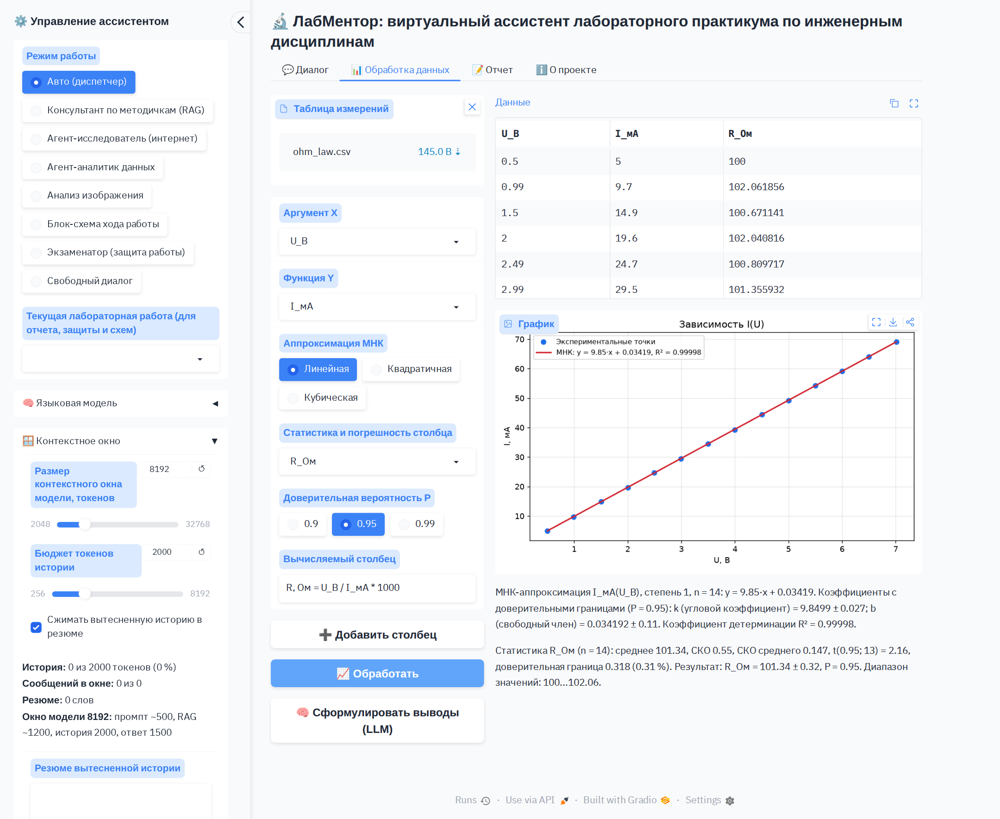 Управление ассистентом
Режим работы
Авто (диспетчер)
Консультант по методичкам (RAG)
Агент-исследователь (интернет)
Агент-аналитик данных
Анализ изображения
Блок-схема хода работы
Экзаменатор (защита работы)
Свободный диалог
Текущая лабораторная работа (для
отчета, защиты и схем)
Языковая модель
Контекстное окно
Размер
контекстного окна
модели, токенов
8192
2048
32768
Бюджет токенов
истории
2000
256
8192
Сжимать вытесненную историю в
резюме
История: 0 из 2000 токенов (0 %)
Сообщений в окне: 0 из 0
Резюме: 0 слов
Окно модели 8192: промпт ~500, RAG
~1200, история 2000, ответ 1500
Резюме вытесненной истории
ЛабМентор: виртуальный ассистент лабораторного практикума по инженерным
дисциплинам
Диалог
Обработка данных
Отчет
О проекте
Таблица измерений
ohm_law.csv
145.0 B ⇣
Аргумент X
U_В
Функция Y
I_мА
Аппроксимация МНК
Линейная
Квадратичная
Кубическая
Статистика и погрешность столбца
R_Ом
Доверительная вероятность P
0.9
0.95
0.99
Вычисляемый столбец
R, Ом = U_В / I_мА * 1000
Добавить столбец
Обработать
Сформулировать выводы
(LLM)
Данные
U_В I_мА R_Ом
0.5 5 100
0.99 9.7 102.061856
1.5 14.9 100.671141
2 19.6 102.040816
2.49 24.7 100.809717
2.99 29.5 101.355932
График
Зависимость I(U)
Экспериментальные точки
МНК: y = 9.85·x + 0.03419, R² = 0.99998
70
60
50
40
30
20
10
I, мА
1 2 3 4 5 6 7
U, В
МНК-аппроксимация I_мА(U_В), степень 1, n = 14: y = 9.85·x + 0.03419. Коэффициенты с
доверительными границами (P = 0.95): k (угловой коэффициент) = 9.8499 ± 0.027; b
(свободный член) = 0.034192 ± 0.11. Коэффициент детерминации R² = 0.99998.
Статистика R_Ом (n = 14): среднее 101.34, СКО 0.55, СКО среднего 0.147, t(0.95; 13) = 2.16,
доверительная граница 0.318 (0.31 %). Результат: R_Ом = 101.34 ± 0.32, P = 0.95. Диапазон
значений: 100…102.06.
Runs · Use via API · Built with Gradio · Settings